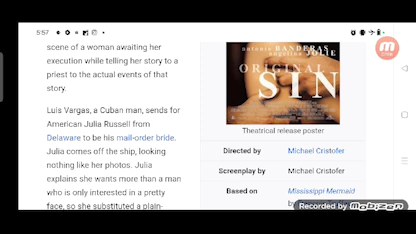 5:57
scene of a woman awaiting her
execution while telling her story to a
priest to the actual events of that
story.
Luis Vargas, a Cuban man, sends for
American Julia Russell from
Delaware to be his mail-order bride.
Julia comes off the ship, looking
nothing like her photos. Julia
explains she wants more than a man
who is only interested in a pretty
face, so she substituted a plain-
antonio BANDERAS
angelina JOLIE
ORIGINAL
SIN
Theatrical release poster
Directed by Michael Cristofer
Screenplay by Michael Cristofer
Based on Mississippi Mermaid
Recorded by Mobizen